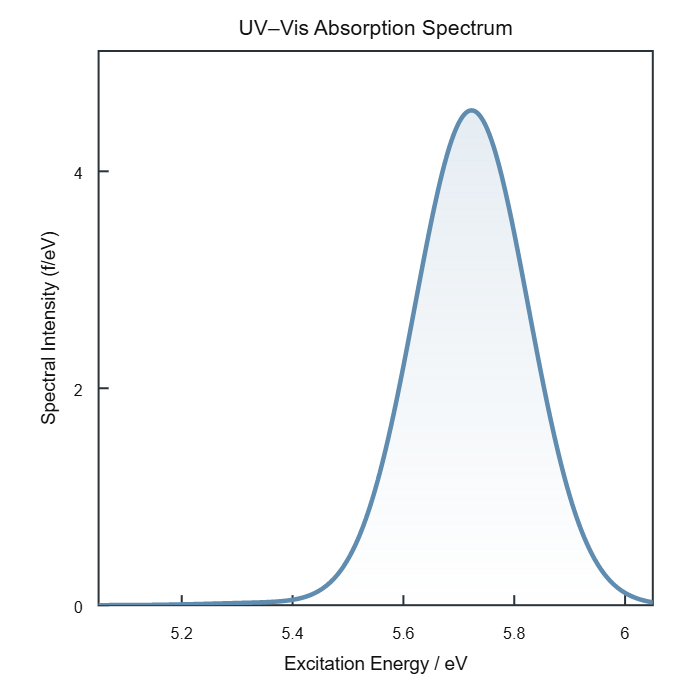 UV–Vis Absorption Spectrum
Spectral Intensity (f/eV)
4
2
0
5.2
5.4
5.6
5.8
6
Excitation Energy / eV